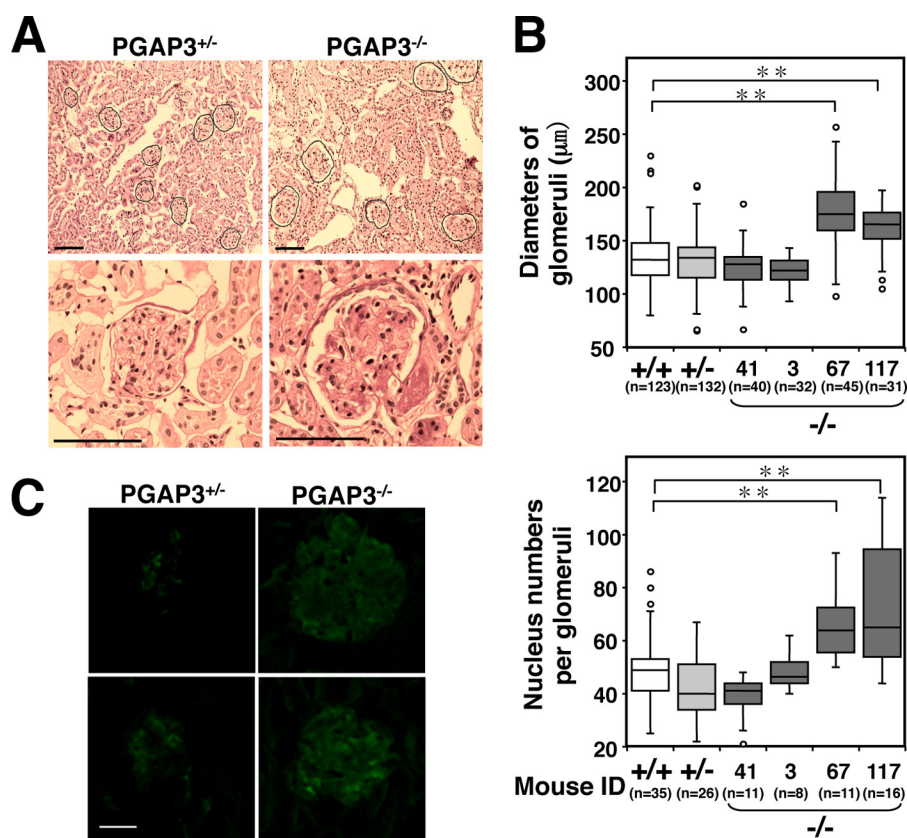 A
PGAP3+/-
PGAP3-/-
B
Diameters of glomeruli (μm)
300
250
200
150
100
50
**
**
+/+ +/- 41 3 67 117
(n=123) (n=132) (n=40) (n=32) (n=45) (n=31)
-/-
C
PGAP3+/-
PGAP3-/-
Nucleus numbers per glomeruli
120
100
80
60
40
20
**
**
Mouse ID +/+ +/- 41 3 67 117
(n=35) (n=26) (n=11) (n=8) (n=11) (n=16)
-/-